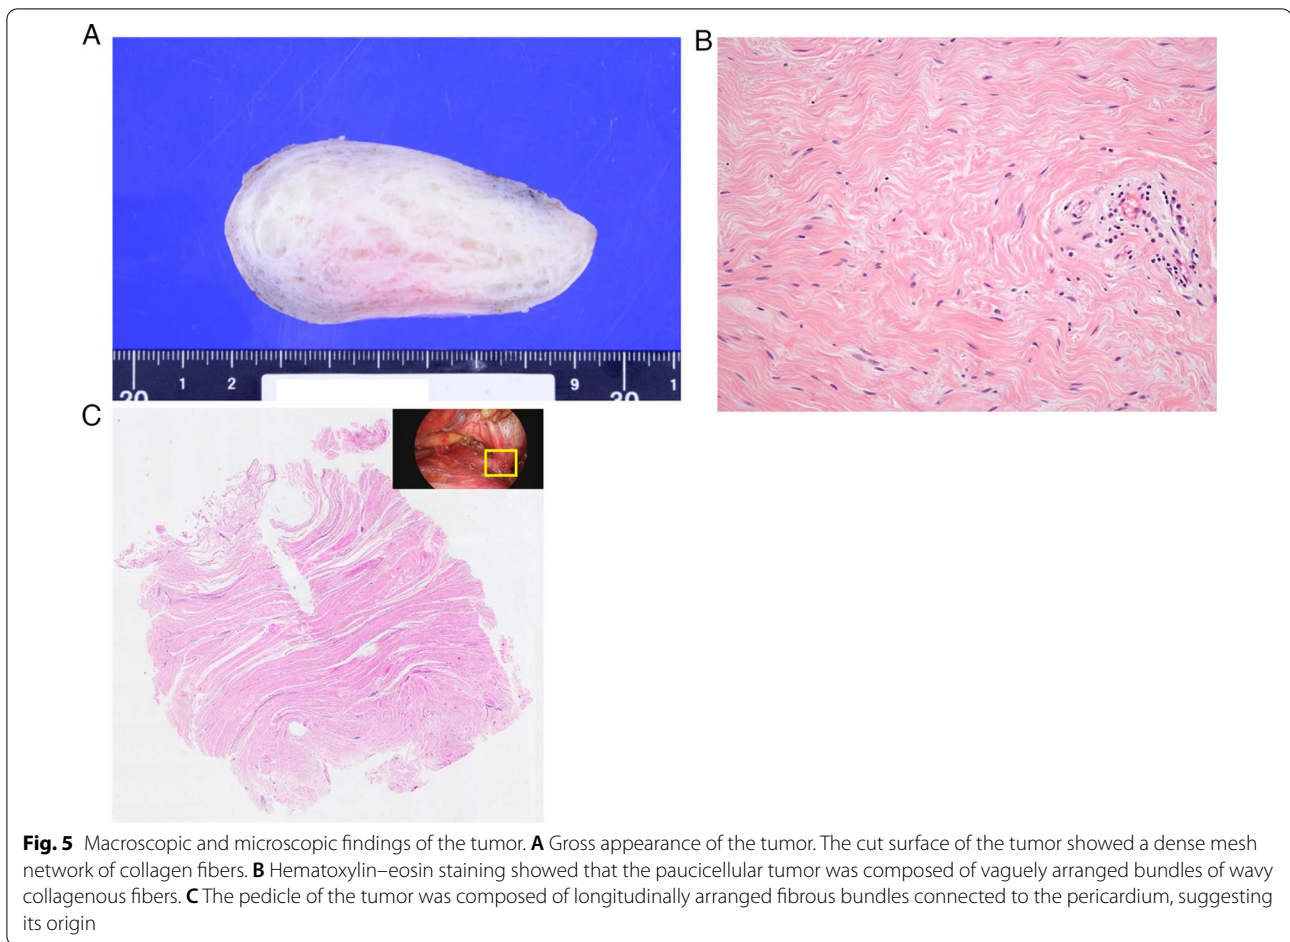 A
B
1 2 9 1
20 30
C
Fig. 5 Macroscopic and microscopic findings of the tumor. A Gross appearance of the tumor. The cut surface of the tumor showed a dense mesh
network of collagen fibers. B Hematoxylin–eosin staining showed that the paucicellular tumor was composed of vaguely arranged bundles of wavy
collagenous fibers. C The pedicle of the tumor was composed of longitudinally arranged fibrous bundles connected to the pericardium, suggesting
its origin